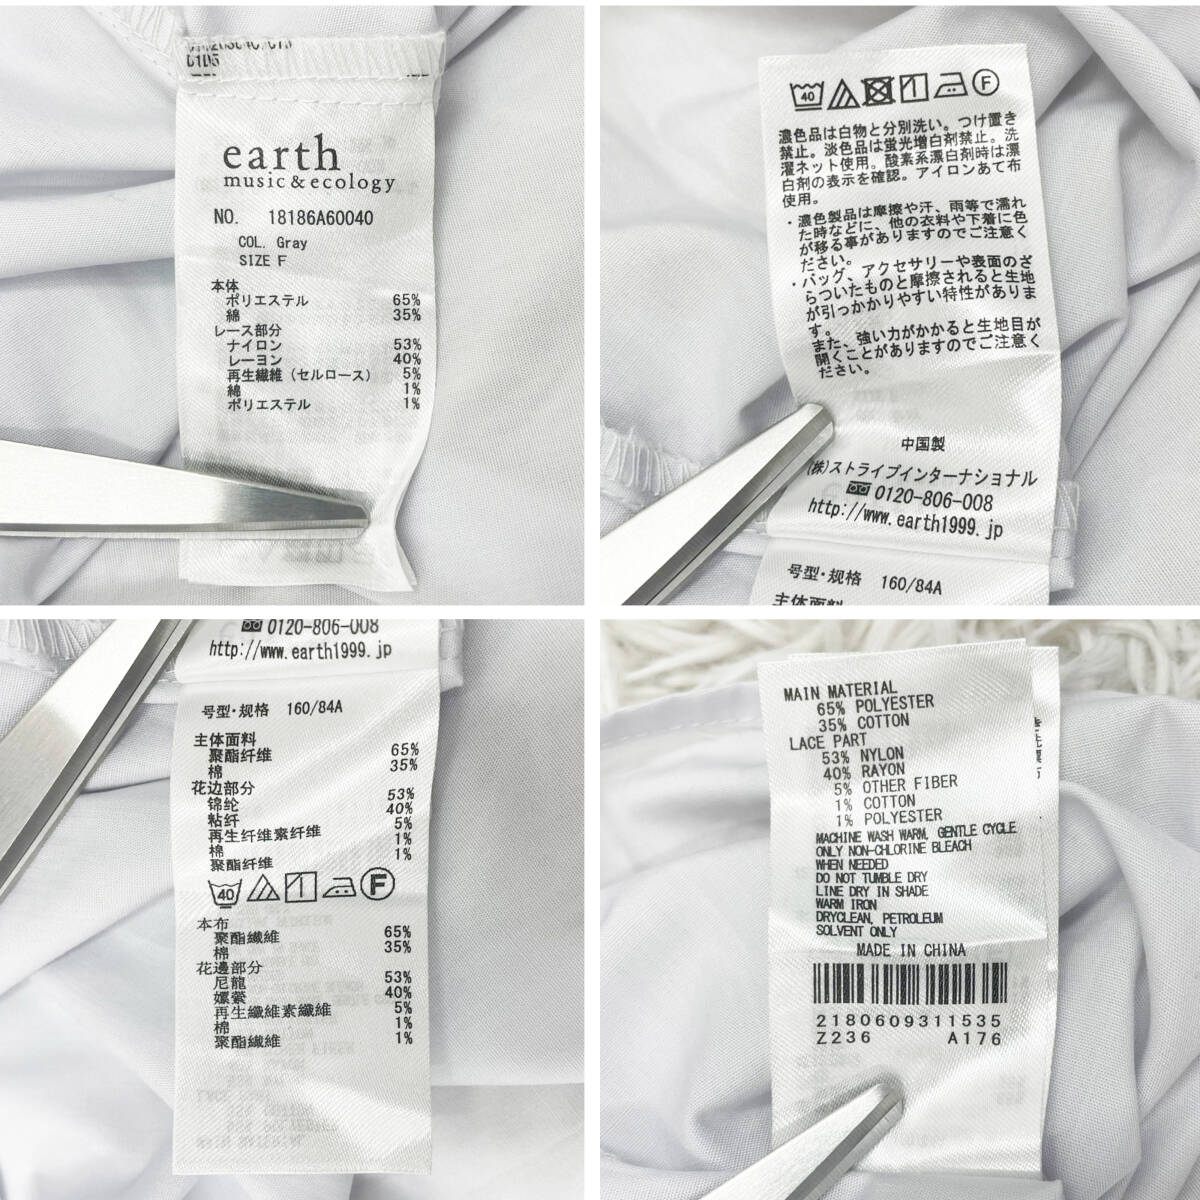 C1D5
earth
music&ecology
NO. 18186A60040
COL. Gray
SIZE F
本体
ポリエステル 65%
綿 35%
レース部分
ナイロン 53%
レーヨン 40%
再生繊維(セルロース) 5%
綿 1%
ポリエステル 1%
40 F
濃色品は白物と分別洗い。つけ置き
禁止。淡色品は蛍光増白剤禁止。洗
濯ネット使用。酸素系漂白剤時は漂
白剤の表示を確認。アイロンあて布
使用。
・濃色製品は摩擦や汗、雨等で濡れ
た時などに、他の衣料や下着に色
が移る事がありますのでご注意く
ださい。
・バッグ、アクセサリーや表面のざ
らついたものと摩擦されると生地
が引っかかりやすい特性がありま
す。
また、強い力がかかると生地目が
開くことがありますのでご注意く
ださい。
中国製
(株)ストライプインターナショナル
0120-806-008
http://www.earth1999.jp
号型·规格 160/84A
主体面料
0120-806-008
http://www.earth1999.jp
号型·规格 160/84A
主体面料
聚酯纤维 65%
棉 35%
花边部分
锦纶 53%
粘纤 40%
再生纤维素纤维 5%
棉 1%
聚酯纤维 1%
40 F
本布
聚酯纖維 65%
棉 35%
花邊部分
尼龍 53%
嫘縈 40%
再生纖維素纖維 5%
棉 1%
聚酯纖維 1%
MAIN MATERIAL
65% POLYESTER
35% COTTON
LACE PART
53% NYLON
40% RAYON
5% OTHER FIBER
1% COTTON
1% POLYESTER
MACHINE WASH WARM, GENTLE CYCLE
ONLY NON-CHLORINE BLEACH
WHEN NEEDED
DO NOT TUMBLE DRY
LINE DRY IN SHADE
WARM IRON
DRYCLEAN, PETROLEUM
SOLVENT ONLY
MADE IN CHINA
2180609311535
Z236 A176